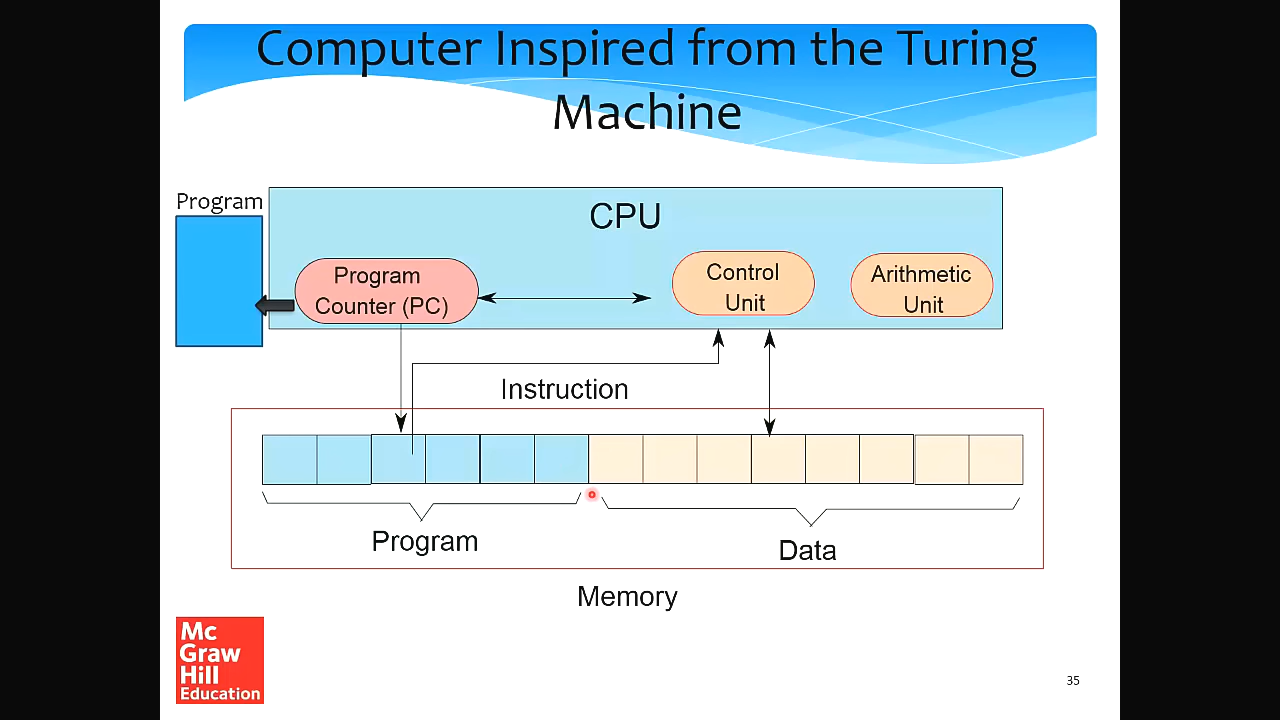 Computer Inspired from the Turing
Machine
Program
CPU
Program
Counter (PC)
Control
Unit
Arithmetic
Unit
Instruction
Program
Data
Memory
Mc
Graw
Hill
Education
35